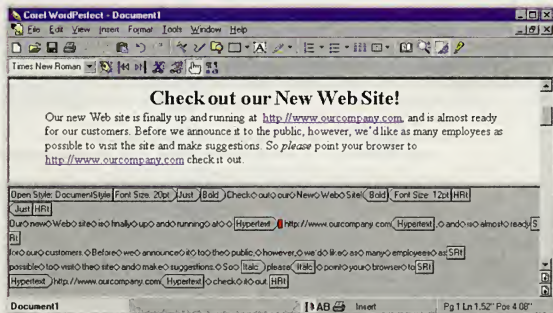 Corel WordPerfect - Document1
File Edit View Insert Format Tools Window Help
Times New Roman
Check out our New Web Site!
Our new Web site is finally up and running at http://www.ourcompany.com, and is almost ready
for our customers. Before we announce it to the public, however, we'd like as many employees as
possible to visit the site and make suggestions. So please point your browser to
http://www.ourcompany.com check it out.
Open Style: DocumentStyle Font Size: 20pt Just Bold Check◇out◇our◇New◇Web◇Site! Bold Font Size: 12pt HRt
Just HRt
Our◇new◇Web◇site◇is◇finally◇up◇and◇running◇at◇◇ Hypertext http://www.ourcompany.com Hypertext ,◇and◇is◇almost◇ready S
Rt
for◇our◇customers.◇Before◇we◇announce◇it◇to◇the◇public,◇however,◇we'd◇like◇as◇many◇employees◇as SRt
possible◇to◇visit◇the◇site◇and◇make◇suggestions.◇So◇ Italc please Italc ◇point◇your◇browser◇to SRt
Hypertext http://www.ourcompany.com Hypertext ◇check◇it◇out. HRt
Document1 AB Insert Pg 1 Ln 1.52" Pos 4.08"